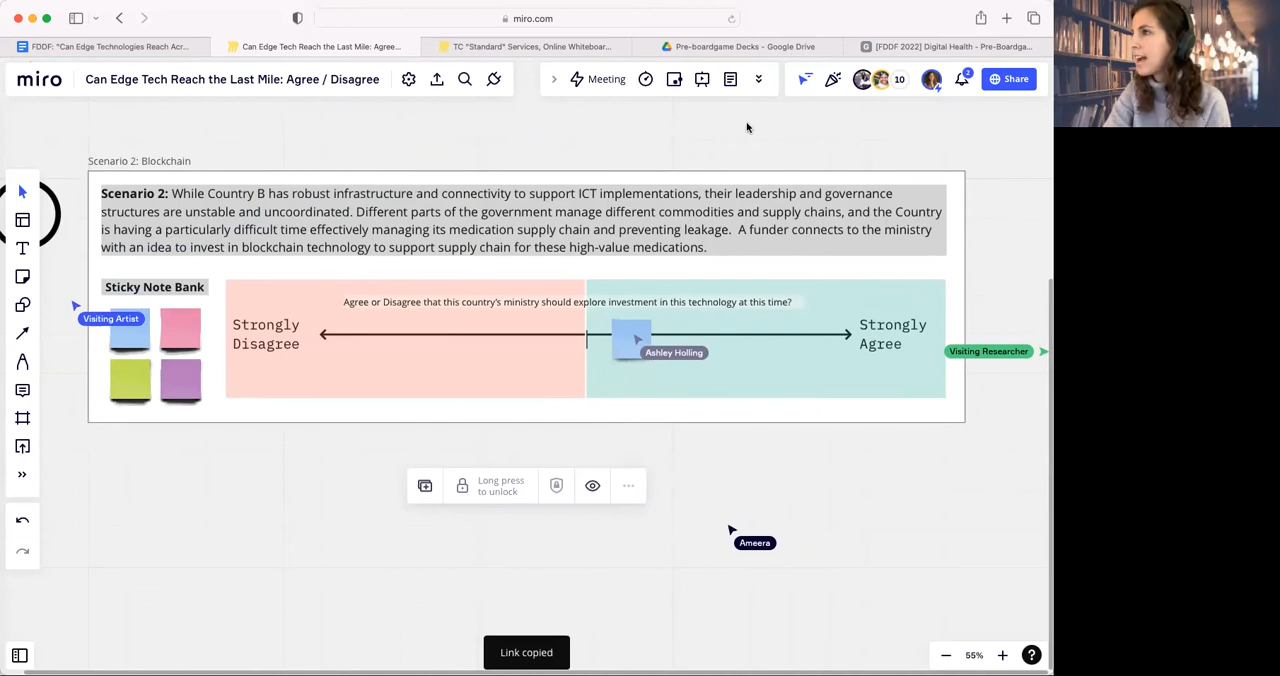 miro.com
FDDF: "Can Edge Technologies Reach Acr...
Can Edge Tech Reach the Last Mile: Agree...
TC "Standard" Services, Online Whiteboar...
Pre-boardgame Decks - Google Drive
[FDDF 2022] Digital Health - Pre-Boardga...
miro
Can Edge Tech Reach the Last Mile: Agree / Disagree
Meeting
10
2
Share
Scenario 2: Blockchain
Scenario 2: While Country B has robust infrastructure and connectivity to support ICT implementations, their leadership and governance
structures are unstable and uncoordinated. Different parts of the government manage different commodities and supply chains, and the Country
is having a particularly difficult time effectively managing its medication supply chain and preventing leakage. A funder connects to the ministry
with an idea to invest in blockchain technology to support supply chain for these high-value medications.
Sticky Note Bank
Agree or Disagree that this country's ministry should explore investment in this technology at this time?
Visiting Artist
Strongly
Disagree
Strongly
Agree
Ashley Holling
Visiting Researcher
Long press
to unlock
Ameera
Link copied
55%